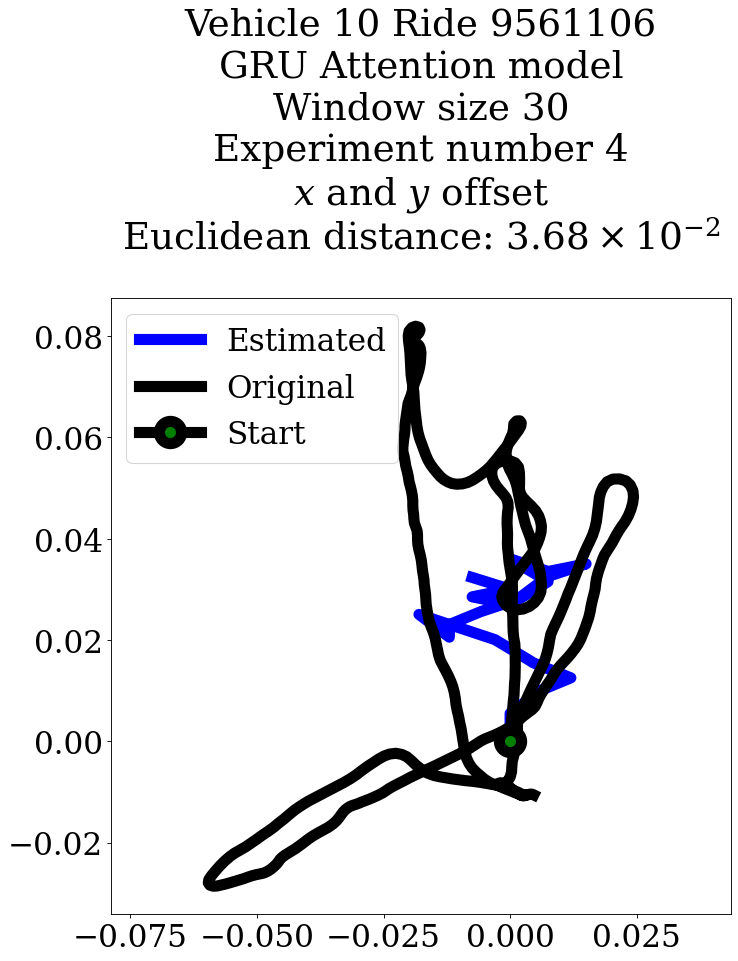 Vehicle 10 Ride 9561106
GRU Attention model
Window size 30
Experiment number 4
x and y offset
Euclidean distance: 3.68 × 10⁻²
Estimated
Original
Start
0.08
0.06
0.04
0.02
0.00
−0.02
−0.075 −0.050 −0.025 0.000 0.025